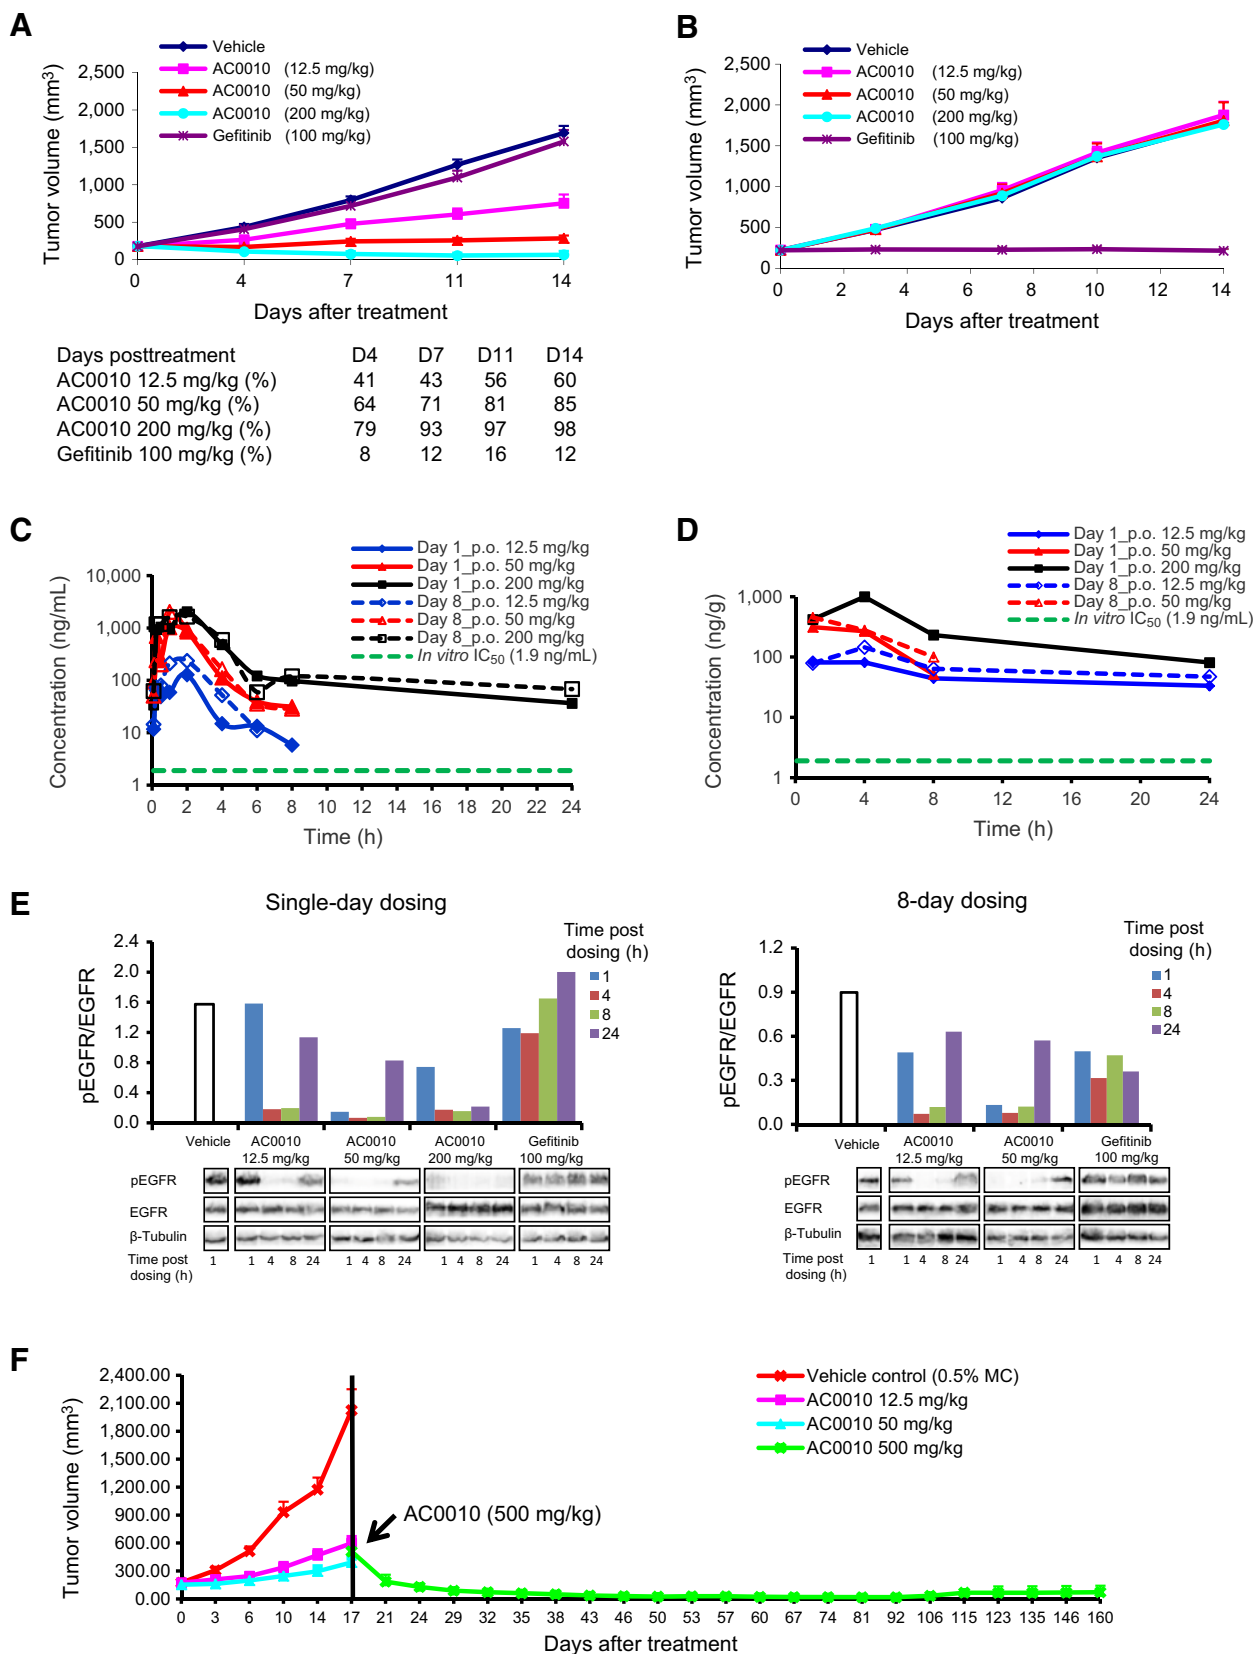 A
Vehicle
AC0010 (12.5 mg/kg)
AC0010 (50 mg/kg)
AC0010 (200 mg/kg)
Gefitinib (100 mg/kg)
Tumor volume (mm3)
2,500
2,000
1,500
1,000
500
0
0 4 7 11 14
Days after treatment
Days posttreatment D4 D7 D11 D14
AC0010 12.5 mg/kg (%) 41 43 56 60
AC0010 50 mg/kg (%) 64 71 81 85
AC0010 200 mg/kg (%) 79 93 97 98
Gefitinib 100 mg/kg (%) 8 12 16 12
B
Vehicle
AC0010 (12.5 mg/kg)
AC0010 (50 mg/kg)
AC0010 (200 mg/kg)
Gefitinib (100 mg/kg)
Tumor volume (mm3)
2,500
2,000
1,500
1,000
500
0
0 2 4 6 8 10 12 14
Days after treatment
C
Day 1_p.o. 12.5 mg/kg
Day 1_p.o. 50 mg/kg
Day 1_p.o. 200 mg/kg
Day 8_p.o. 12.5 mg/kg
Day 8_p.o. 50 mg/kg
Day 8_p.o. 200 mg/kg
In vitro IC50 (1.9 ng/mL)
Concentration (ng/mL)
10,000
1,000
100
10
1
0 2 4 6 8 10 12 14 16 18 20 22 24
Time (h)
D
Day 1_p.o. 12.5 mg/kg
Day 1_p.o. 50 mg/kg
Day 1_p.o. 200 mg/kg
Day 8_p.o. 12.5 mg/kg
Day 8_p.o. 50 mg/kg
In vitro IC50 (1.9 ng/mL)
Concentration (ng/g)
1,000
100
10
1
0 4 8 12 16 20 24
Time (h)
E
Single-day dosing
Time post
dosing (h)
1
4
8
24
pEGFR/EGFR
2.4
2.0
1.6
1.2
0.8
0.4
0.0
Vehicle AC0010 AC0010 AC0010 Gefitinib
12.5 mg/kg 50 mg/kg 200 mg/kg 100 mg/kg
pEGFR
EGFR
β-Tubulin
Time post
dosing (h)
1 1 4 8 24 1 4 8 24 1 4 8 24 1 4 8 24
8-day dosing
Time post
dosing (h)
1
4
8
24
pEGFR/EGFR
1.2
0.9
0.6
0.3
0.0
Vehicle AC0010 AC0010 Gefitinib
12.5 mg/kg 50 mg/kg 100 mg/kg
pEGFR
EGFR
β-Tubulin
Time post
dosing (h)
1 1 4 8 24 1 4 8 24 1 4 8 24
F
Vehicle control (0.5% MC)
AC0010 12.5 mg/kg
AC0010 50 mg/kg
AC0010 500 mg/kg
AC0010 (500 mg/kg)
Tumor volume (mm3)
2,400.00
2,100.00
1,800.00
1,500.00
1,200.00
900.00
600.00
300.00
0.00
0 3 6 10 14 17 21 24 29 32 35 38 43 46 50 53 57 60 67 74 81 92 106 115 123 135 146 160
Days after treatment